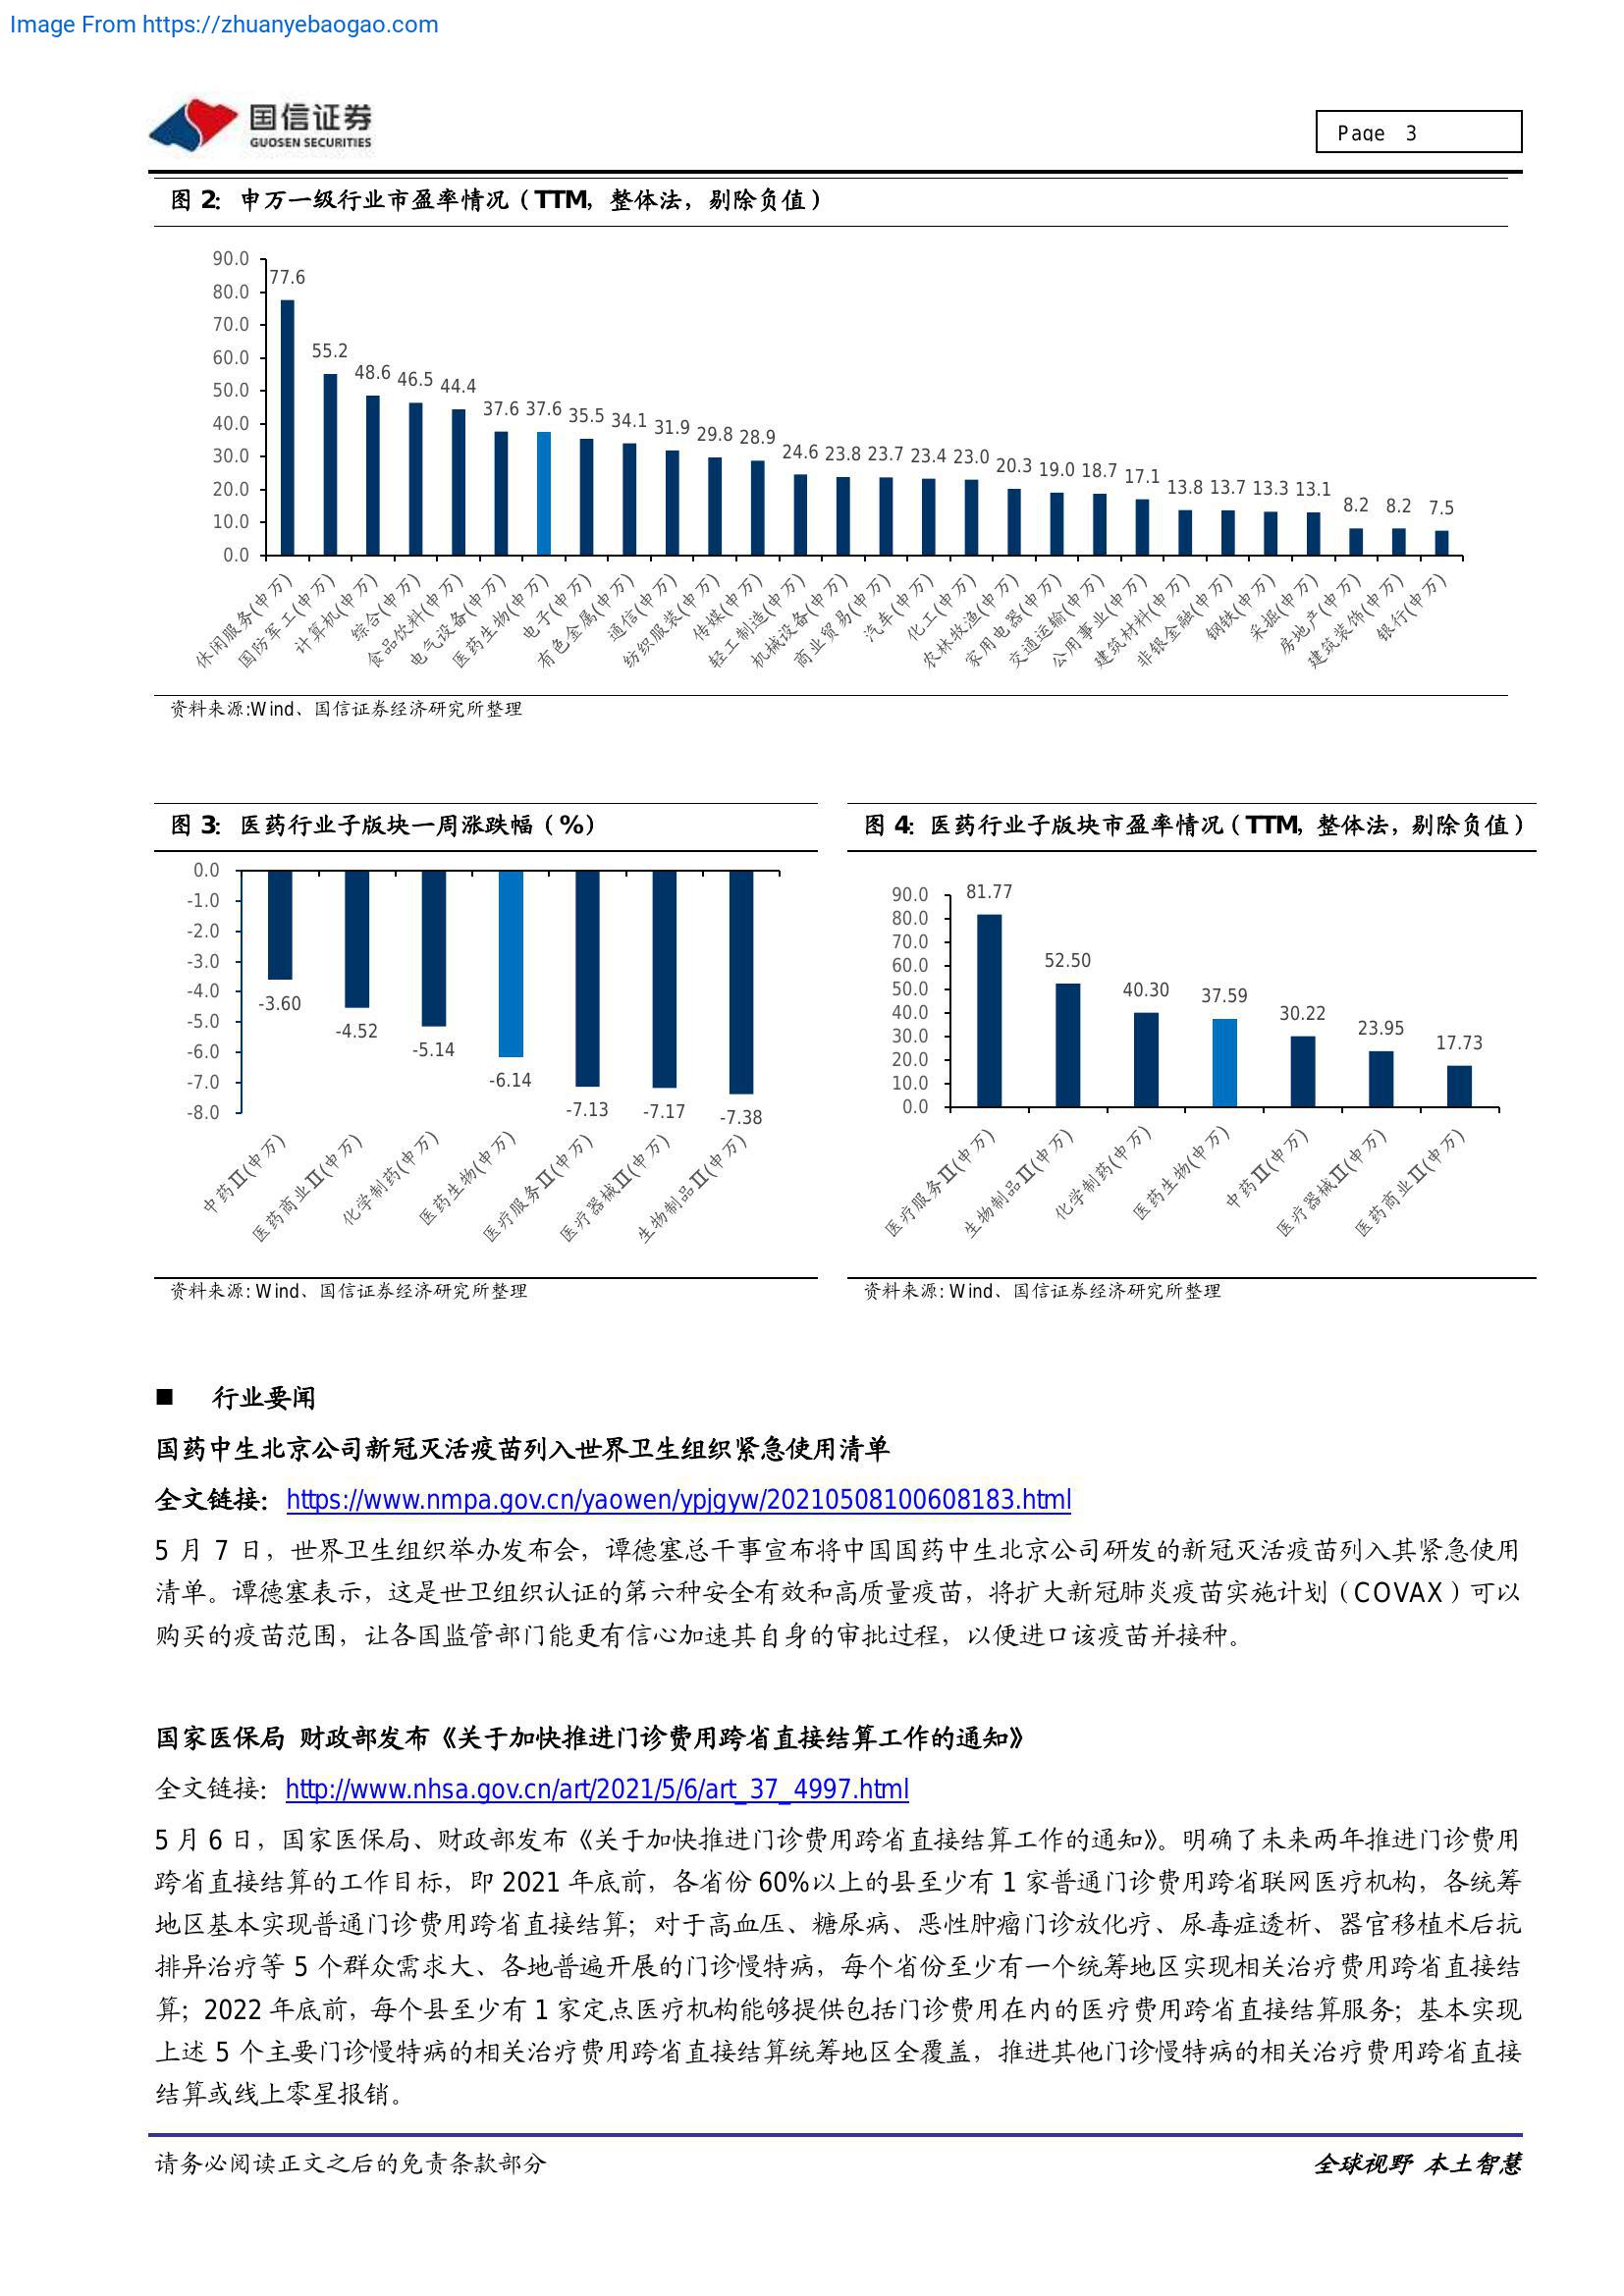 Image From https://zhuanyebaogao.com
国信证券
GUOSEN SECURITIES
Page 3
图 2: 申万一级行业市盈率情况（TTM, 整体法，剔除负值）
90.0
80.0
70.0
60.0
50.0
40.0
30.0
20.0
10.0
0.0
77.6 55.2 48.6 46.5 44.4 37.6 37.6 35.5 34.1 31.9 29.8 28.9 24.6 23.8 23.7 23.4 23.0 20.3 19.0 18.7 17.1 13.8 13.7 13.3 13.1 8.2 8.2 7.5
休闲服务(申万)
国防军工(申万)
计算机(申万)
综合(申万)
食品饮料(申万)
电气设备(申万)
医药生物(申万)
电子(申万)
有色金属(申万)
通信(申万)
纺织服装(申万)
传媒(申万)
轻工制造(申万)
机械设备(申万)
商业贸易(申万)
汽车(申万)
化工(申万)
农林牧渔(申万)
家用电器(申万)
交通运输(申万)
公用事业(申万)
建筑材料(申万)
非银金融(申万)
钢铁(申万)
采掘(申万)
房地产(申万)
建筑装饰(申万)
银行(申万)
资料来源:Wind、国信证券经济研究所整理
图 3: 医药行业子版块一周涨跌幅（%）
0.0
-1.0
-2.0
-3.0
-4.0
-5.0
-6.0
-7.0
-8.0
-3.60 -4.52 -5.14 -6.14 -7.13 -7.17 -7.38
中药Ⅱ(申万)
医药商业Ⅱ(申万)
化学制药(申万)
医药生物(申万)
医疗服务Ⅱ(申万)
医疗器械Ⅱ(申万)
生物制品Ⅱ(申万)
资料来源: Wind、国信证券经济研究所整理
图 4: 医药行业子版块市盈率情况（TTM, 整体法，剔除负值）
90.0
80.0
70.0
60.0
50.0
40.0
30.0
20.0
10.0
0.0
81.77 52.50 40.30 37.59 30.22 23.95 17.73
医疗服务Ⅱ(申万)
生物制品Ⅱ(申万)
化学制药(申万)
医药生物(申万)
中药Ⅱ(申万)
医疗器械Ⅱ(申万)
医药商业Ⅱ(申万)
资料来源: Wind、国信证券经济研究所整理
■ 行业要闻
国药中生北京公司新冠灭活疫苗列入世界卫生组织紧急使用清单
全文链接：https://www.nmpa.gov.cn/yaowen/ypjgyw/20210508100608183.html
5 月 7 日，世界卫生组织举办发布会，谭德塞总干事宣布将中国国药中生北京公司研发的新冠灭活疫苗列入其紧急使用
清单。谭德塞表示，这是世卫组织认证的第六种安全有效和高质量疫苗，将扩大新冠肺炎疫苗实施计划（COVAX）可以
购买的疫苗范围，让各国监管部门能更有信心加速其自身的审批过程，以便进口该疫苗并接种。
国家医保局 财政部发布《关于加快推进门诊费用跨省直接结算工作的通知》
全文链接：http://www.nhsa.gov.cn/art/2021/5/6/art_37_4997.html
5 月 6 日，国家医保局、财政部发布《关于加快推进门诊费用跨省直接结算工作的通知》。明确了未来两年推进门诊费用
跨省直接结算的工作目标，即 2021 年底前，各省份 60%以上的县至少有 1 家普通门诊费用跨省联网医疗机构，各统筹
地区基本实现普通门诊费用跨省直接结算；对于高血压、糖尿病、恶性肿瘤门诊放化疗、尿毒症透析、器官移植术后抗
排异治疗等 5 个群众需求大、各地普遍开展的门诊慢特病，每个省份至少有一个统筹地区实现相关治疗费用跨省直接结
算；2022 年底前，每个县至少有 1 家定点医疗机构能够提供包括门诊费用在内的医疗费用跨省直接结算服务；基本实现
上述 5 个主要门诊慢特病的相关治疗费用跨省直接结算统筹地区全覆盖，推进其他门诊慢特病的相关治疗费用跨省直接
结算或线上零星报销。
请务必阅读正文之后的免责条款部分
全球视野 本土智慧